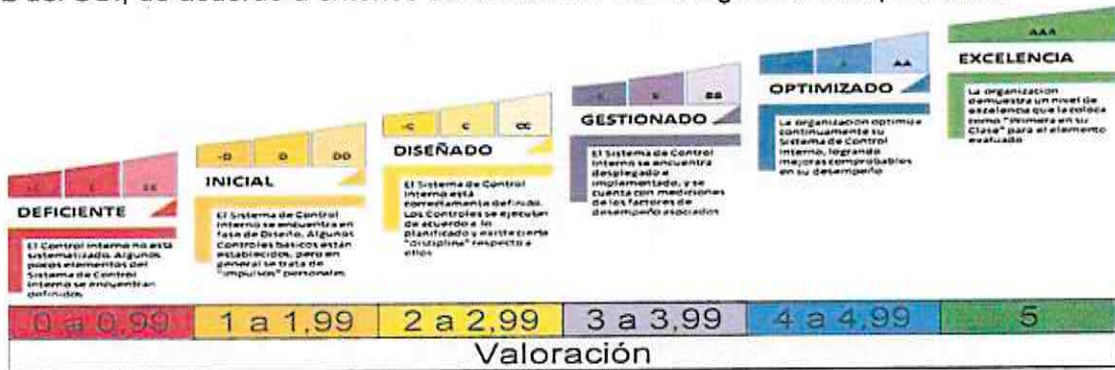 AAA
EXCELENCIA
La organización
demuestra un nivel de
excelencia que la coloca
como "Primera en su
Clase" para el elemento
evaluado
A
AA
OPTIMIZADO
La organización optimiza
continuamente su
Sistema de Control
Interno, logrando
mejoras comprobables
en su desempeño
B
BB
GESTIONADO
El Sistema de Control
Interno se encuentra
desplegado e
implementado, y se
cuenta con mediciones
de los factores de
desempeño asociados
-C
C
CC
DISEÑADO
El Sistema de Control
Interno está
correctamente definido.
Los Controles se ejecutan
de acuerdo a lo
planificado y existe cierta
"disciplina" respecto a
ellos
-D
D
DD
INICIAL
El Sistema de Control
Interno se encuentra en
fase de Diseño. Algunos
Controles básicos están
establecidos, pero en
general se trata de
"impulsos" personales
DEFICIENTE
El Control Interno no está
sistematizado. Algunos
pocos elementos del
Sistema de Control
Interno se encuentran
definidos
0 a 0,99
1 a 1,99
2 a 2,99
3 a 3,99
4 a 4,99
5
Valoración